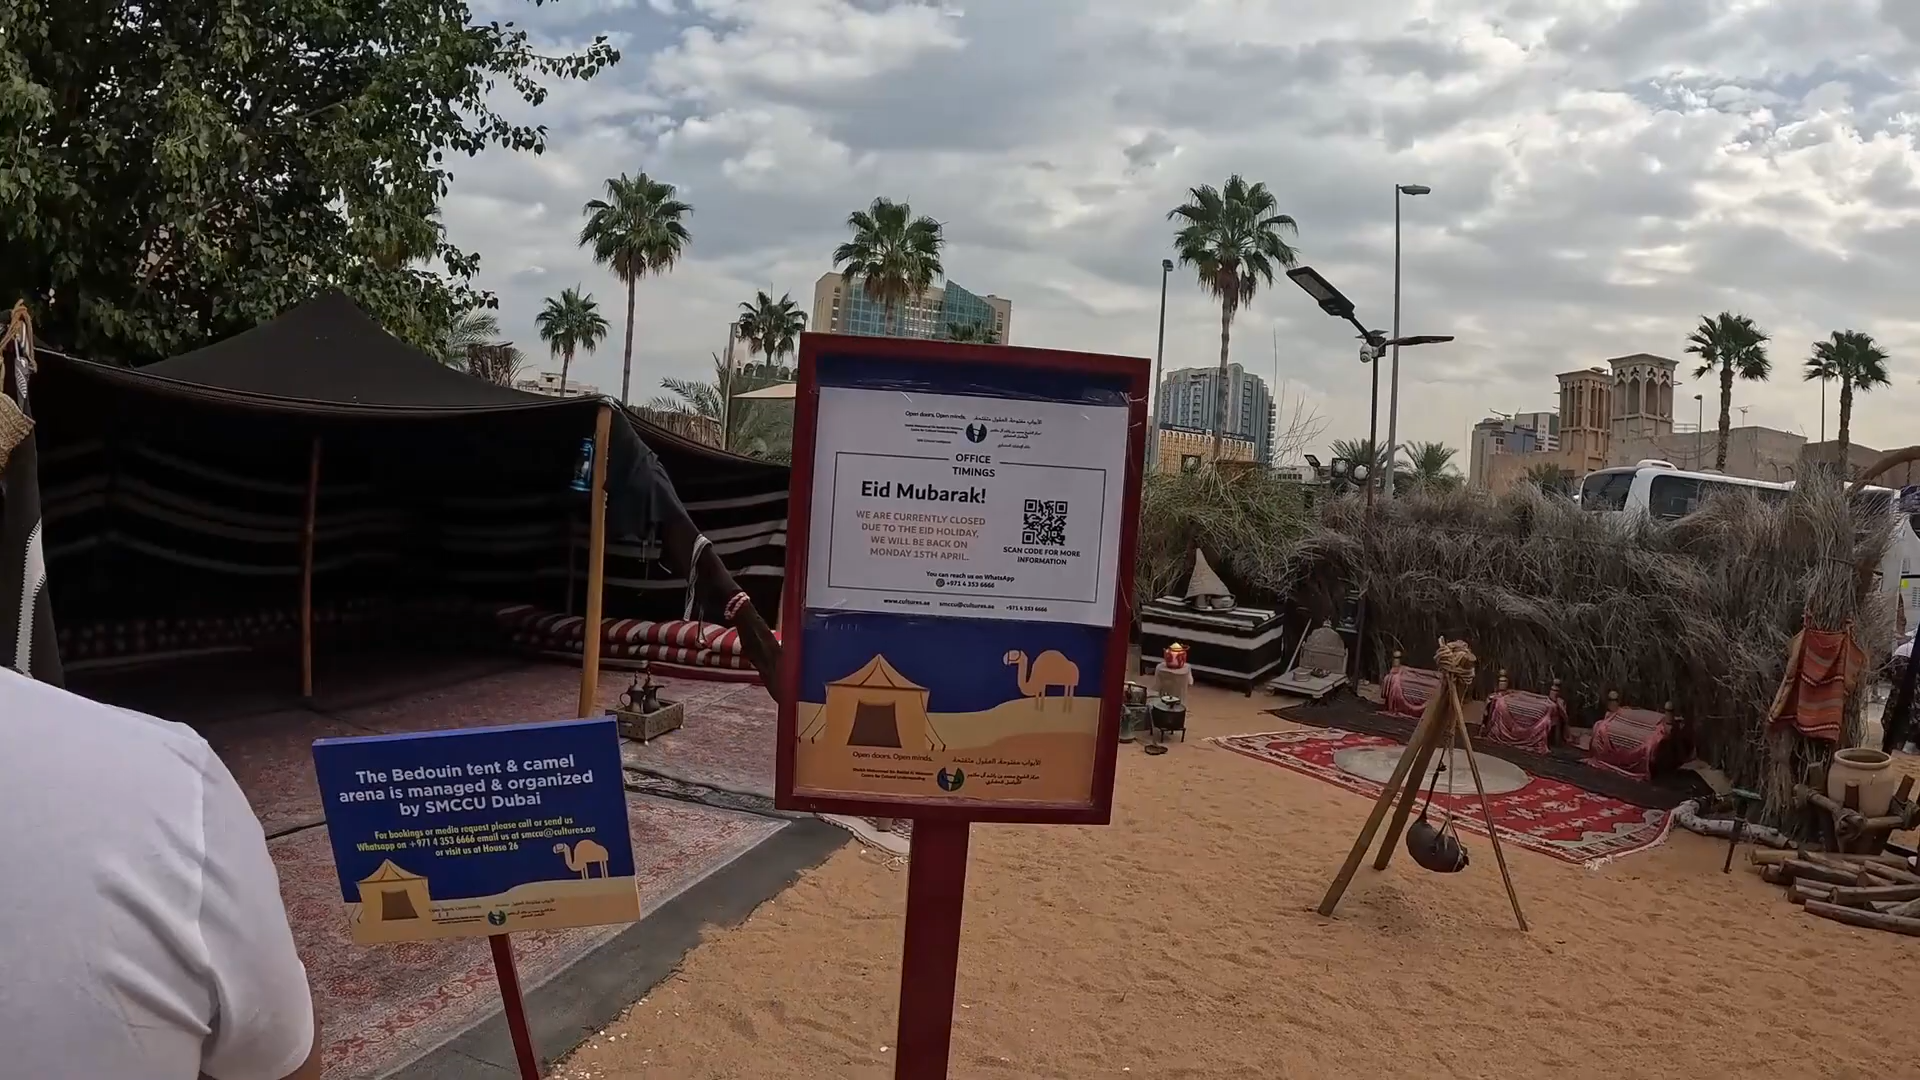 Open doors. Open minds.
الأبواب مفتوحة. العقول متفتحة.
OFFICE
TIMINGS
Eid Mubarak!
WE ARE CURRENTLY CLOSED
DUE TO THE EID HOLIDAY,
WE WILL BE BACK ON
MONDAY 15TH APRIL.
SCAN CODE FOR MORE
INFORMATION
You can reach us on WhatsApp
+971 4 353 6666
www.cultures.ae smccu@cultures.ae +971 4 353 6666
Open doors. Open minds.
الأبواب مفتوحة. العقول متفتحة.
The Bedouin tent & camel
arena is managed & organized
by SMCCU Dubai
For bookings or media request please call or send us
Whatsapp on +971 4 353 6666 email us at smccu@cultures.ae
or visit us at House 26